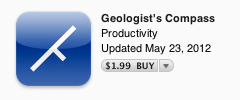 Geologist's Compass
Productivity
Updated May 23, 2012
$1.99 BUY